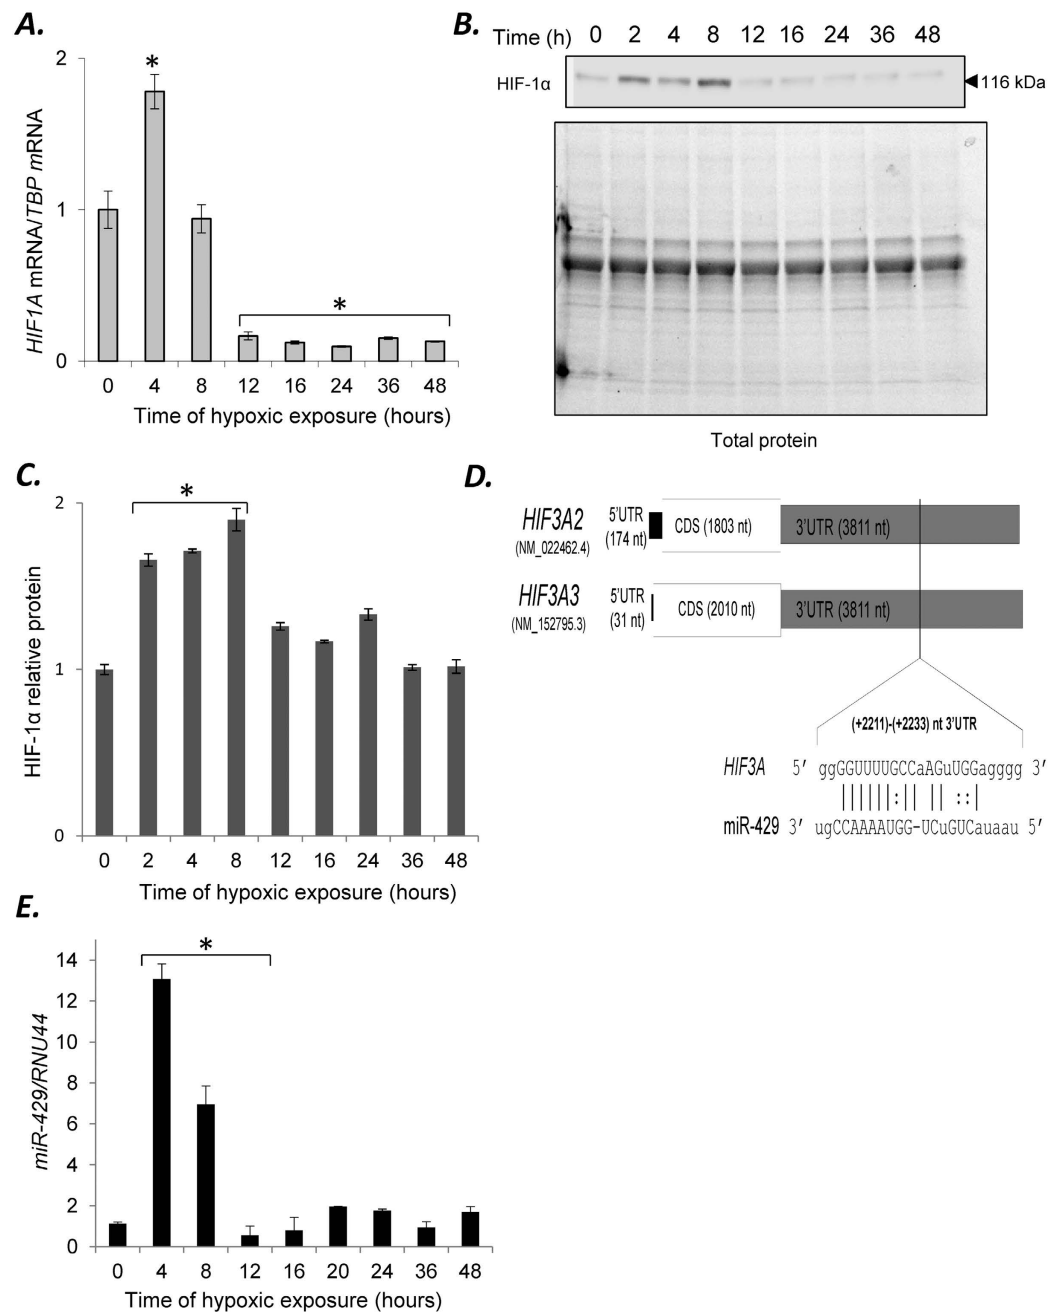 A.
2
1
0
*
*
HIF1A mRNA/TBP mRNA
0 4 8 12 16 24 36 48
Time of hypoxic exposure (hours)
B.
Time (h) 0 2 4 8 12 16 24 36 48
HIF-1α
116 kDa
Total protein
C.
2
1
0
*
HIF-1α relative protein
0 2 4 8 12 16 24 36 48
Time of hypoxic exposure (hours)
D.
HIF3A2
(NM_022462.4)
5'UTR
(174 nt)
CDS (1803 nt)
3'UTR (3811 nt)
HIF3A3
(NM_152795.3)
5'UTR
(31 nt)
CDS (2010 nt)
3'UTR (3811 nt)
(+2211)-(+2233) nt 3'UTR
HIF3A 5' ggGGUUUUGCCaAGuUGGagggg 3'
||||||:|| || ::|
miR-429 3' ugCCAAAAUGG-UCuGUCauaau 5'
E.
14
12
10
8
6
4
2
0
*
miR-429/RNU44
0 4 8 12 16 20 24 36 48
Time of hypoxic exposure (hours)